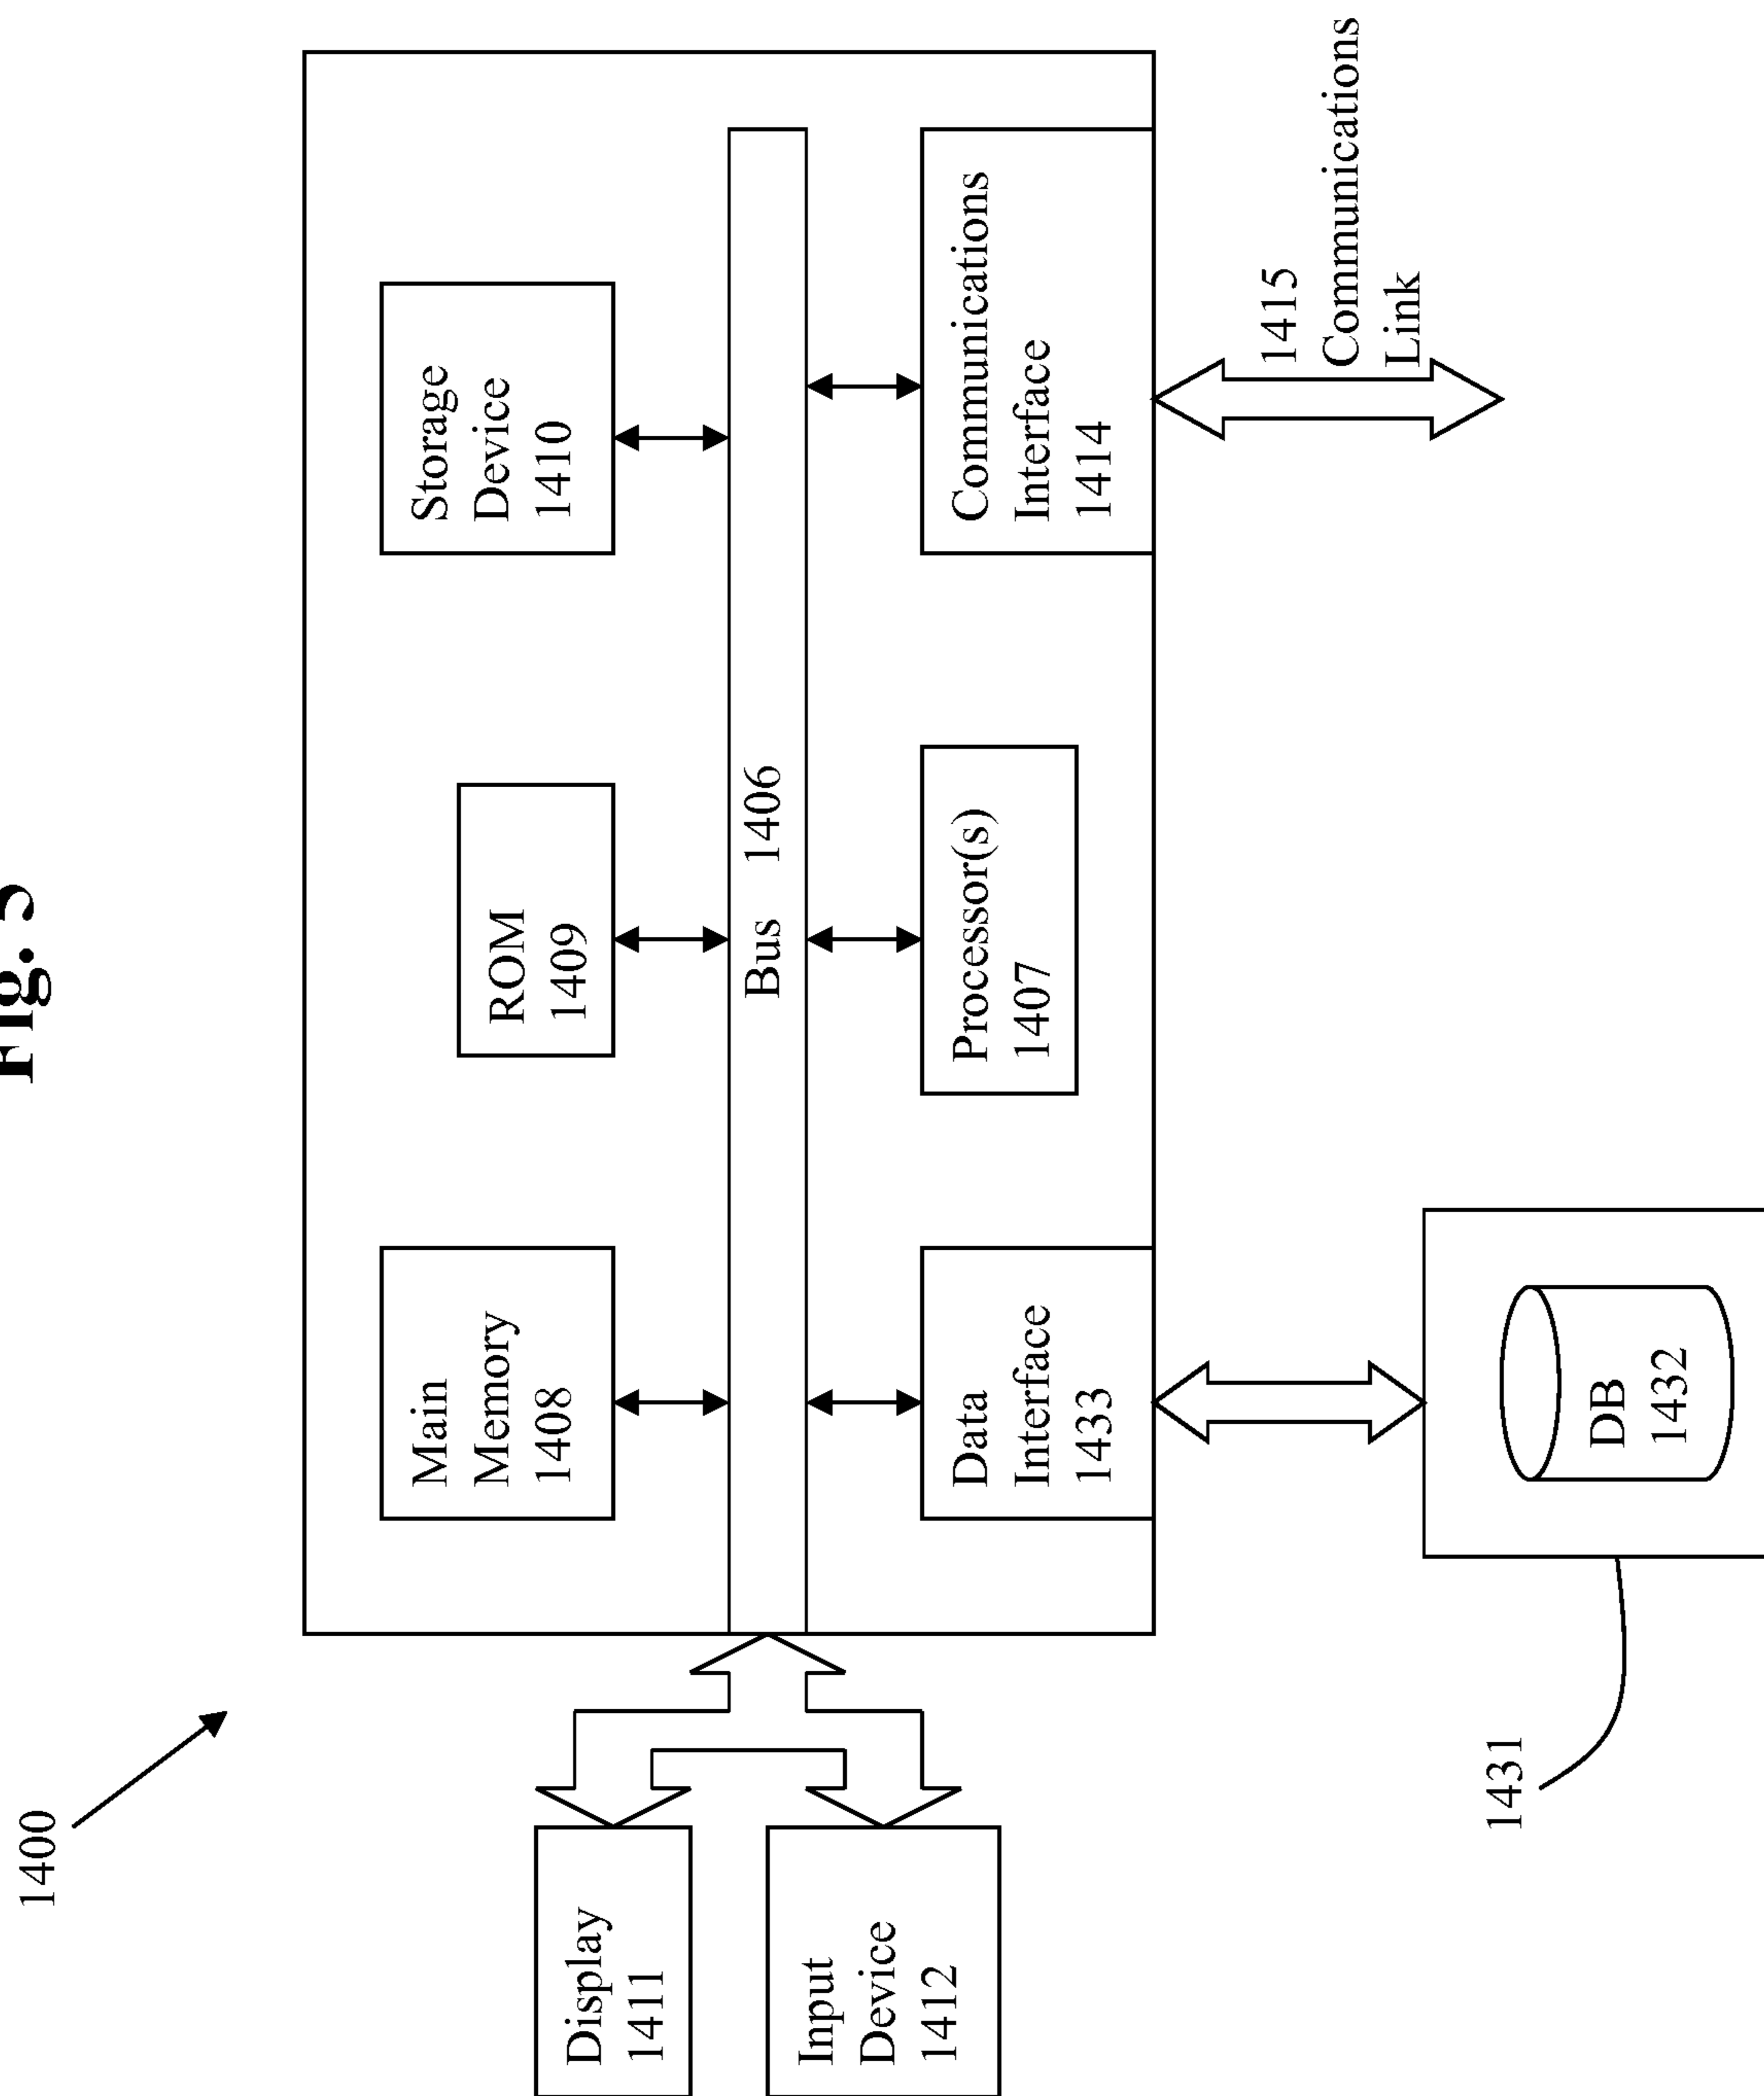 Fig.
1400
Main
Memory
1408
ROM
1409
Storage
Device
1410
Display
1411
Bus 1406
Input
Device
1412
Data
Interface
1433
Processor(s)
1407
Communications
Interface
1414
1415
Communications
Link
1431
DB
1432